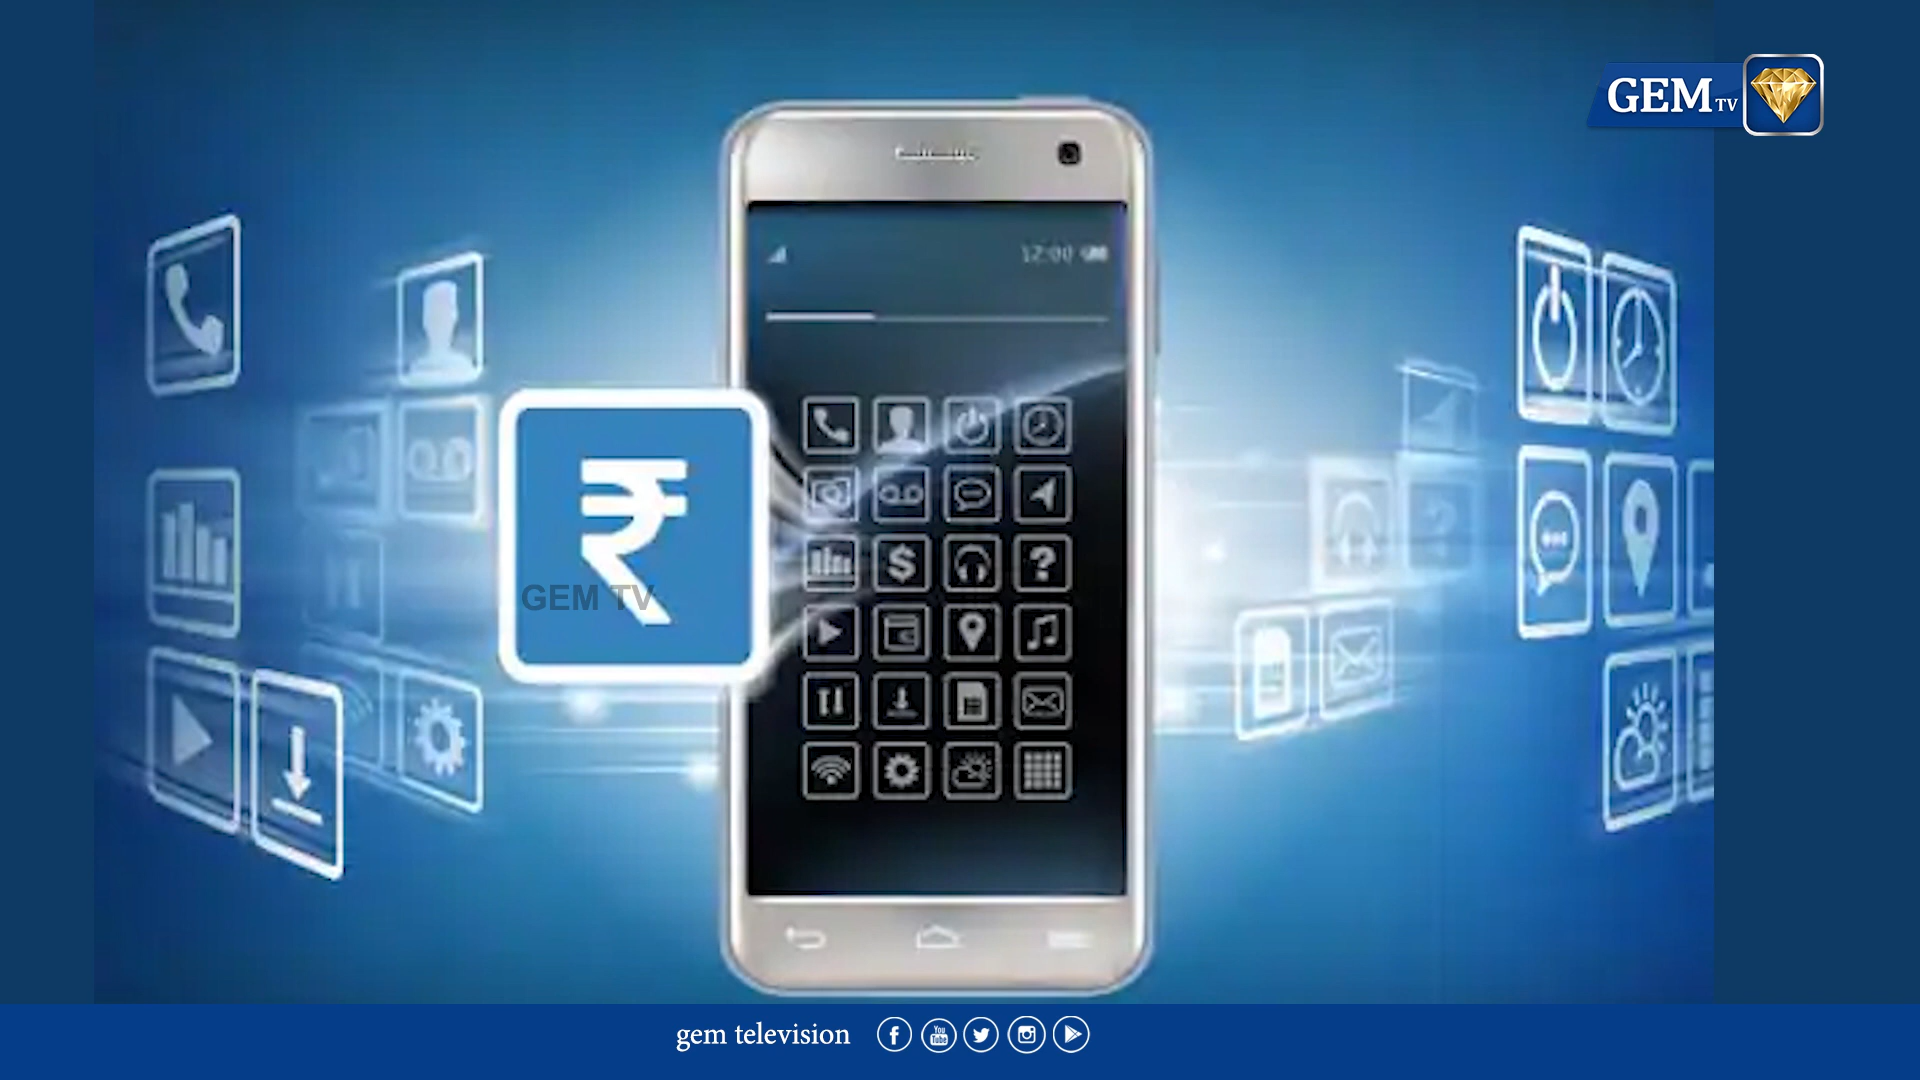 GEM TV
12:00
₹
$
?
GEM TV
gem television